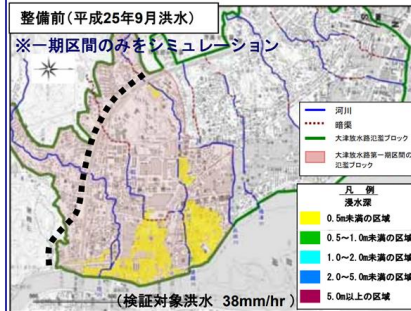 整備前(平成25年9月洪水)
※一期区間のみをシミュレーション
河川
暗渠
大津放水路氾濫ブロック
大津放水路第一期区間の
氾濫ブロック
凡　例
浸水深
0.5m未満の区域
0.5～1.0m未満の区域
1.0～2.0m未満の区域
2.0～5.0m未満の区域
5.0m以上の区域
(検証対象洪水 38mm/hr)